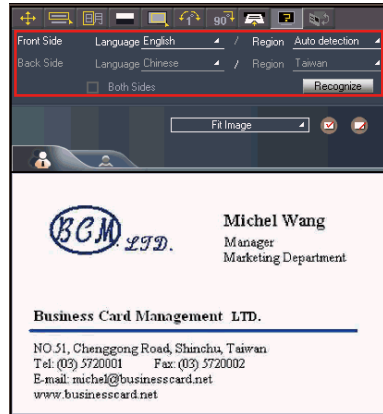 90°
Front Side Language English / Region Auto detection
Back Side Language Chinese / Region Taiwan
Both Sides Recognize
Fit Image
BCM. LTD.
Michel Wang
Manager
Marketing Department
Business Card Management LTD.
NO.51, Chenggong Road, Shinchu, Taiwan
Tel: (03) 5720001 Fax: (03) 5720002
E-mail: michel@businesscard.net
www.businesscard.net